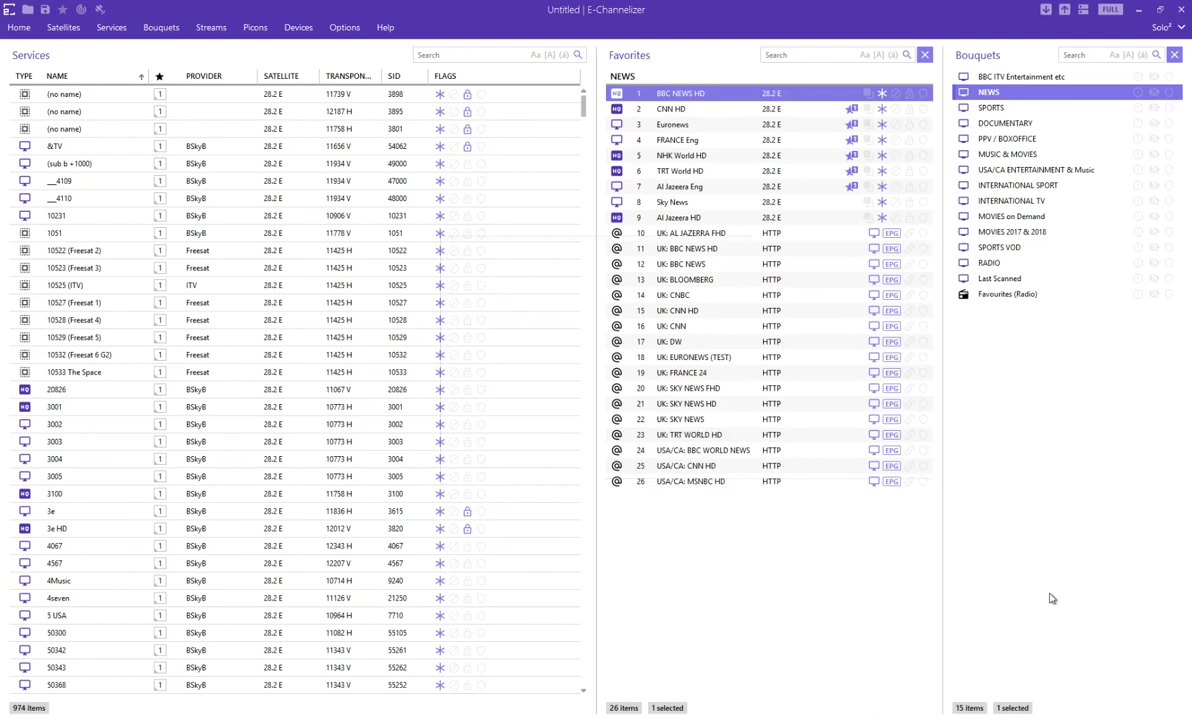 Untitled | E-Channelizer
FULL
Home Satellites Services Bouquets Streams Picons Devices Options Help
Solo²
Services
Search Aa [A] (á)
TYPE NAME PROVIDER SATELLITE TRANSPON... SID FLAGS
(no name) 1 11739 V 3898
(no name) 1 12187 H 3895
(no name) 1 11758 H 3801
&TV 1 BSkyB 28.2 E 11656 V 54062
(sub b +1000) 1 BSkyB 28.2 E 11934 V 49000
___4109 1 BSkyB 28.2 E 11934 V 47000
___4110 1 BSkyB 28.2 E 11934 V 48000
10231 1 BSkyB 28.2 E 10906 V 10231
1051 1 BSkyB 28.2 E 11778 V 1051
10522 (Freesat 2) 1 Freesat 28.2 E 11425 H 10522
10523 (Freesat 3) 1 Freesat 28.2 E 11425 H 10523
10525 (ITV) 1 ITV 28.2 E 11425 H 10525
10527 (Freesat 1) 1 Freesat 28.2 E 11425 H 10527
10528 (Freesat 4) 1 Freesat 28.2 E 11425 H 10528
10529 (Freesat 5) 1 Freesat 28.2 E 11425 H 10529
10532 (Freesat 6 G2) 1 Freesat 28.2 E 11425 H 10532
10533 The Space 1 Freesat 28.2 E 11425 H 10533
HQ 20826 1 BSkyB 28.2 E 11067 V 20826
HQ 3001 1 BSkyB 28.2 E 10773 H 3001
3002 1 BSkyB 28.2 E 10773 H 3002
3003 1 BSkyB 28.2 E 10773 H 3003
3004 1 BSkyB 28.2 E 10773 H 3004
3005 1 BSkyB 28.2 E 10773 H 3005
HQ 3100 1 BSkyB 28.2 E 11758 H 3100
3e 1 BSkyB 28.2 E 11836 H 3615
HQ 3e HD 1 BSkyB 28.2 E 12012 V 3820
4067 1 BSkyB 28.2 E 12343 H 4067
4567 1 BSkyB 28.2 E 12207 V 4567
4Music 1 BSkyB 28.2 E 10714 H 9240
4seven 1 BSkyB 28.2 E 11126 V 21250
5 USA 1 BSkyB 28.2 E 10964 H 7710
50300 1 BSkyB 28.2 E 11082 H 55105
50342 1 BSkyB 28.2 E 11343 V 55261
50343 1 BSkyB 28.2 E 11343 V 55262
50368 1 BSkyB 28.2 E 11343 V 55252
974 items
Favorites
Search Aa [A] (á)
NEWS
HQ 1 BBC NEWS HD 28.2 E
HQ 2 CNN HD 28.2 E
3 Euronews 28.2 E
4 FRANCE Eng 28.2 E
HQ 5 NHK World HD 28.2 E
HQ 6 TRT World HD 28.2 E
7 Al Jazeera Eng 28.2 E
8 Sky News 28.2 E
HQ 9 Al Jazeera HD 28.2 E
@ 10 UK: AL JAZERRA FHD HTTP EPG
@ 11 UK: BBC NEWS HD HTTP EPG
@ 12 UK: BBC NEWS HTTP EPG
@ 13 UK: BLOOMBERG HTTP EPG
@ 14 UK: CNBC HTTP EPG
@ 15 UK: CNN HD HTTP EPG
@ 16 UK: CNN HTTP EPG
@ 17 UK: DW HTTP EPG
@ 18 UK: EURONEWS (TEST) HTTP EPG
@ 19 UK: FRANCE 24 HTTP EPG
@ 20 UK: SKY NEWS FHD HTTP EPG
@ 21 UK: SKY NEWS HD HTTP EPG
@ 22 UK: SKY NEWS HTTP EPG
@ 23 UK: TRT WORLD HD HTTP EPG
@ 24 USA/CA: BBC WORLD NEWS HTTP EPG
@ 25 USA/CA: CNN HD HTTP EPG
@ 26 USA/CA: MSNBC HD HTTP EPG
26 items 1 selected
Bouquets
Search Aa [A] (á)
BBC ITV Entertainment etc
NEWS
SPORTS
DOCUMENTARY
PPV / BOXOFFICE
MUSIC & MOVIES
USA/CA ENTERTAINMENT & Music
INTERNATIONAL SPORT
INTERNATIONAL TV
MOVIES on Demand
MOVIES 2017 & 2018
SPORTS VOD
RADIO
Last Scanned
Favourites (Radio)
15 items 1 selected